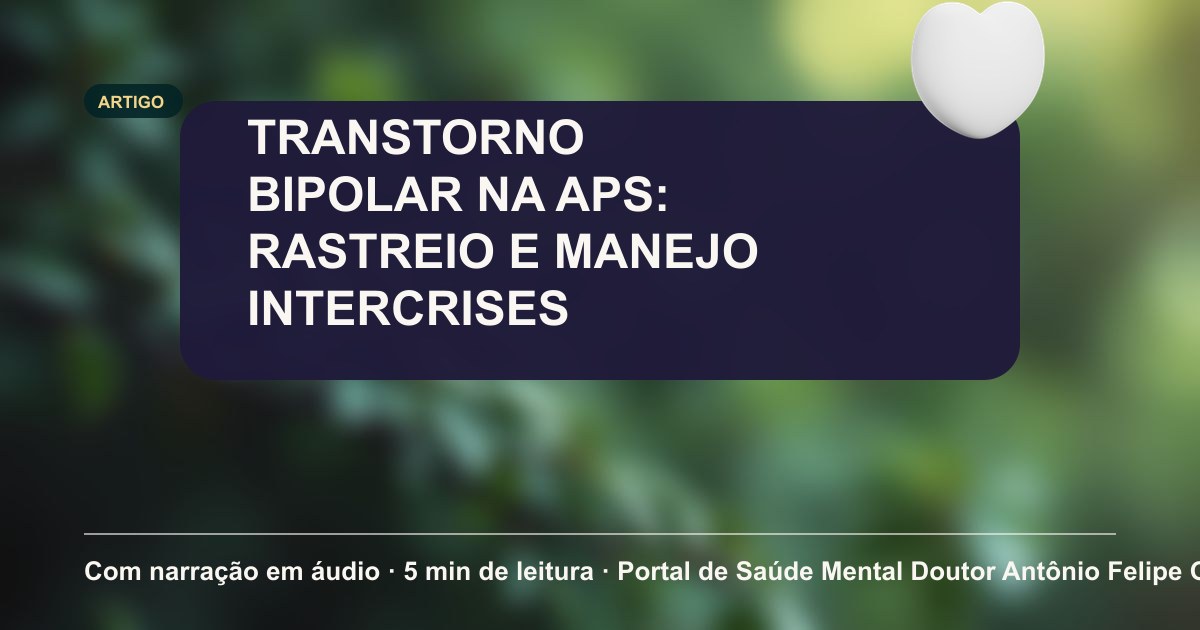 ARTIGO
TRANSTORNO
BIPOLAR NA APS:
RASTREIO E MANEJO
INTERCRISES
Com narração em áudio · 5 min de leitura · Portal de Saúde Mental Doutor Antônio Felipe